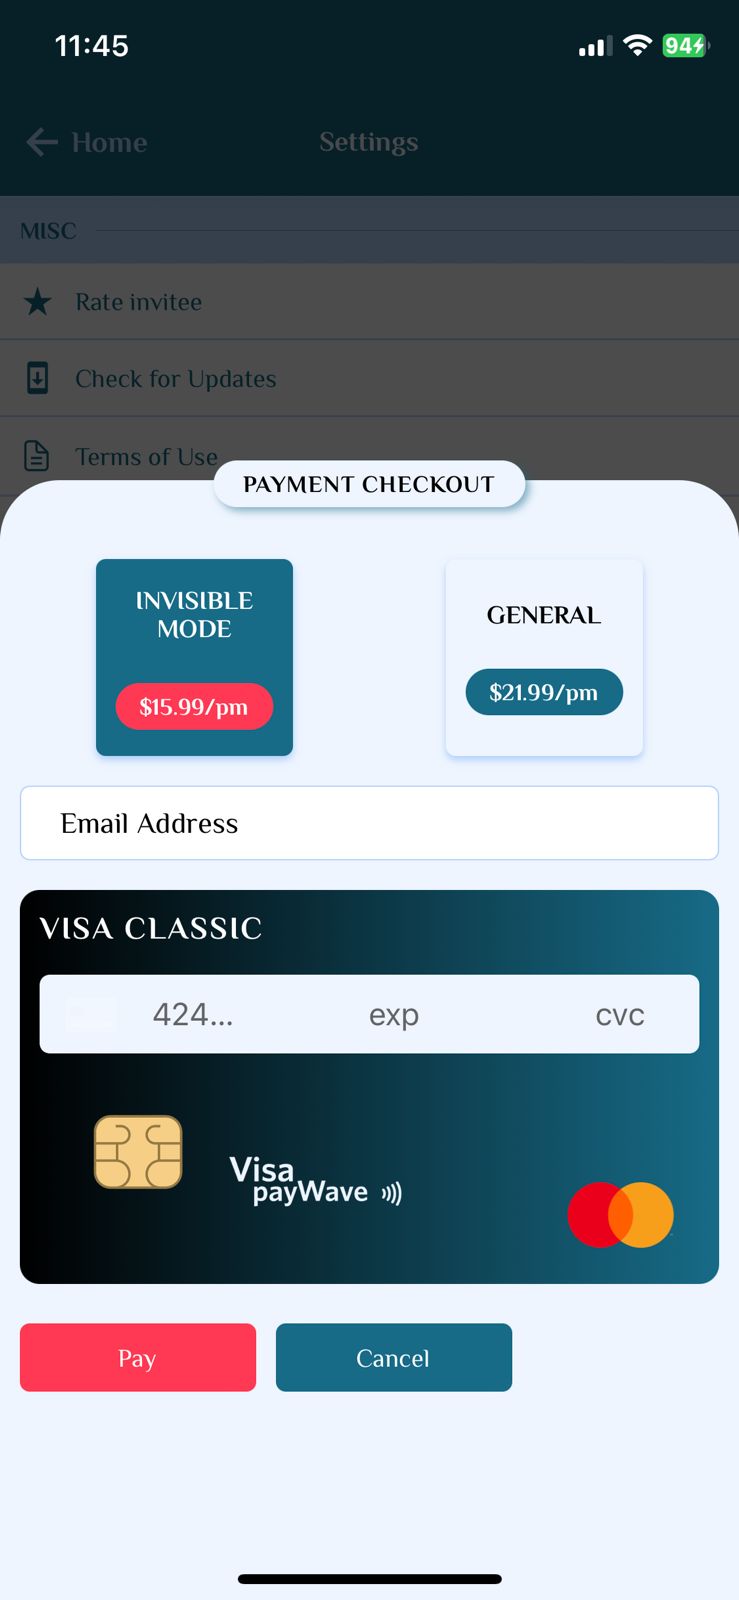 11:45
94
Home
Settings
MISC
Rate invitee
Check for Updates
Terms of Use
PAYMENT CHECKOUT
INVISIBLE
MODE
$15.99/pm
GENERAL
$21.99/pm
Email Address
VISA CLASSIC
424... exp cvc
Visa
payWave
Pay
Cancel